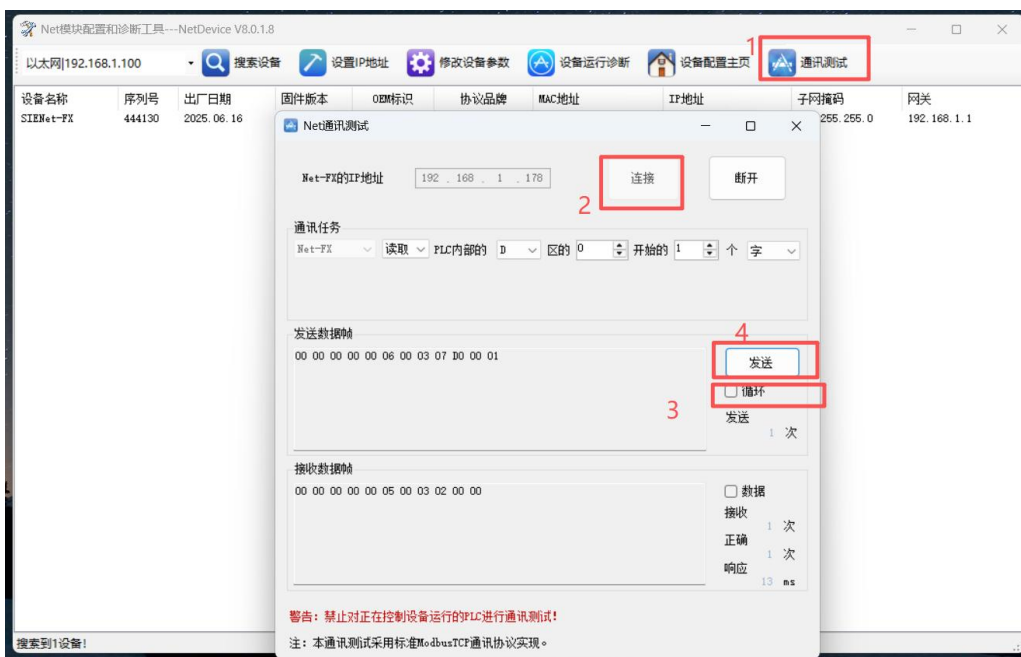 Net模块配置和诊断工具---NetDevice V8.0.1.8
以太网|192.168.1.100 搜索设备 设置IP地址 修改设备参数 设备运行诊断 设备配置主页 1 通讯测试
设备名称 序列号 出厂日期 固件版本 OEM标识 协议品牌 MAC地址 IP地址 子网掩码 网关
SIENet-FX 444130 2025.06.16 255.255.0 192.168.1.1
Net通讯测试
Net-FX的IP地址 192 . 168 . 1 . 178 连接 断开
2
通讯任务
Net-FX 读取 PLC内部的 D 区的 0 开始的 1 个 字
发送数据帧 4
00 00 00 00 00 06 00 03 07 D0 00 01
发送
循环
3
发送
1 次
接收数据帧
00 00 00 00 00 05 00 03 02 00 00
数据
接收
1 次
正确
1 次
响应
13 ms
警告：禁止对正在控制设备运行的PLC进行通讯测试！
注：本通讯测试采用标准ModbusTCP通讯协议实现。
搜索到1设备!